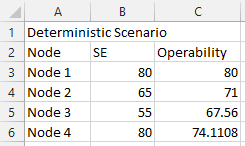 A B C
1 Deterministic Scenario
2 Node SE Operability
3 Node 1 80 80
4 Node 2 65 71
5 Node 3 55 67.56
6 Node 4 80 74.1108